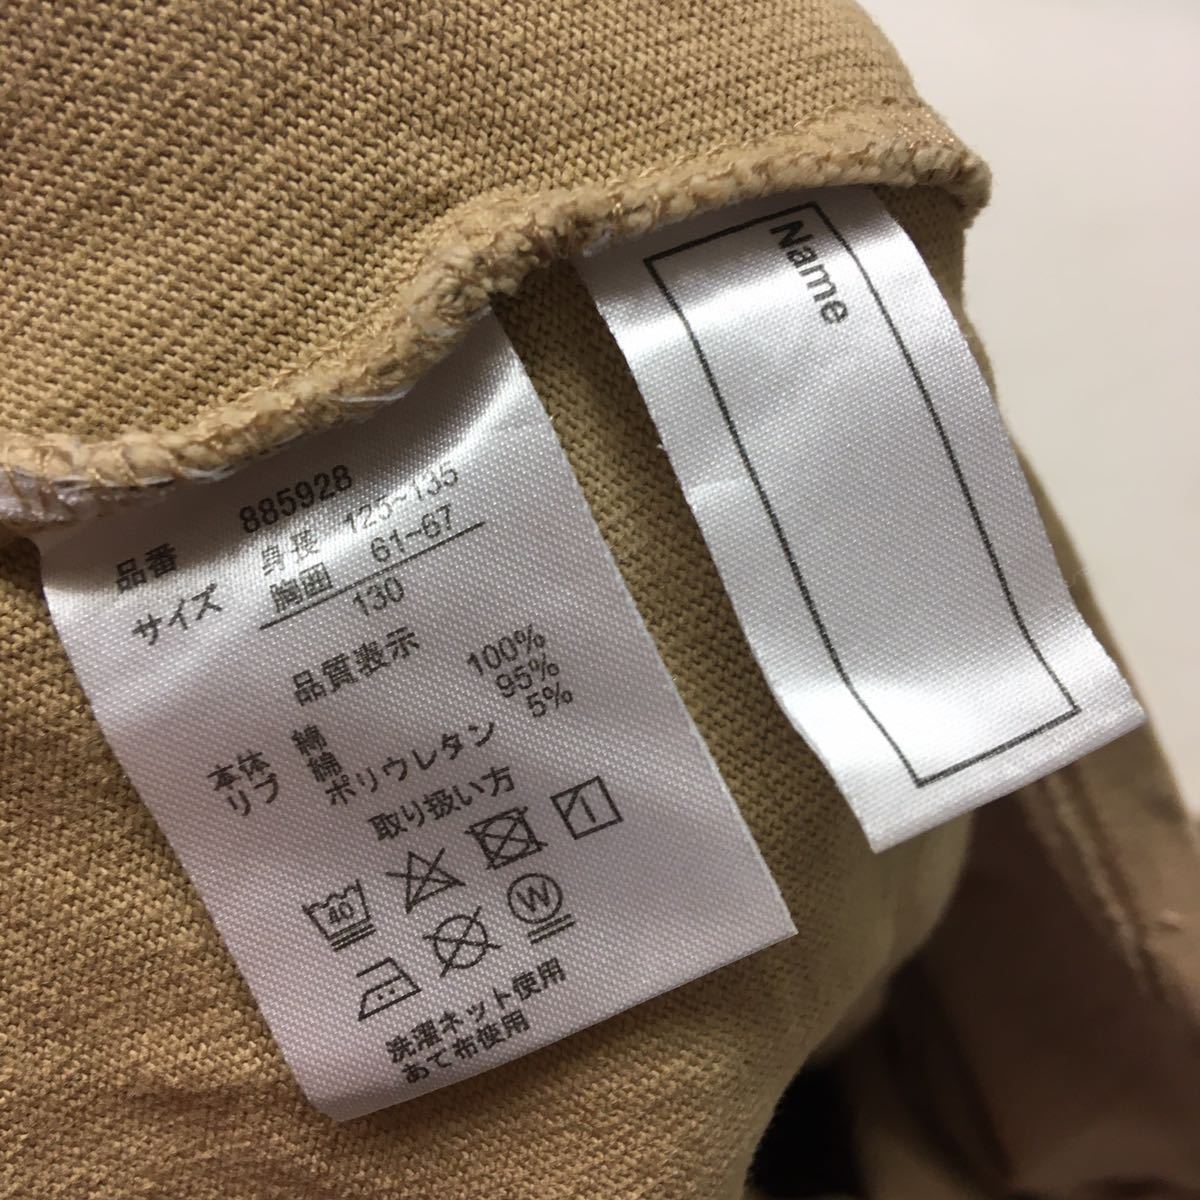 品番 885928
サイズ 身長 125~135
胸囲 61~67
130
品質表示
本体 綿 100%
リブ 綿 95%
ポリウレタン 5%
取り扱い方
40
W
洗濯ネット使用
あて布使用
Name